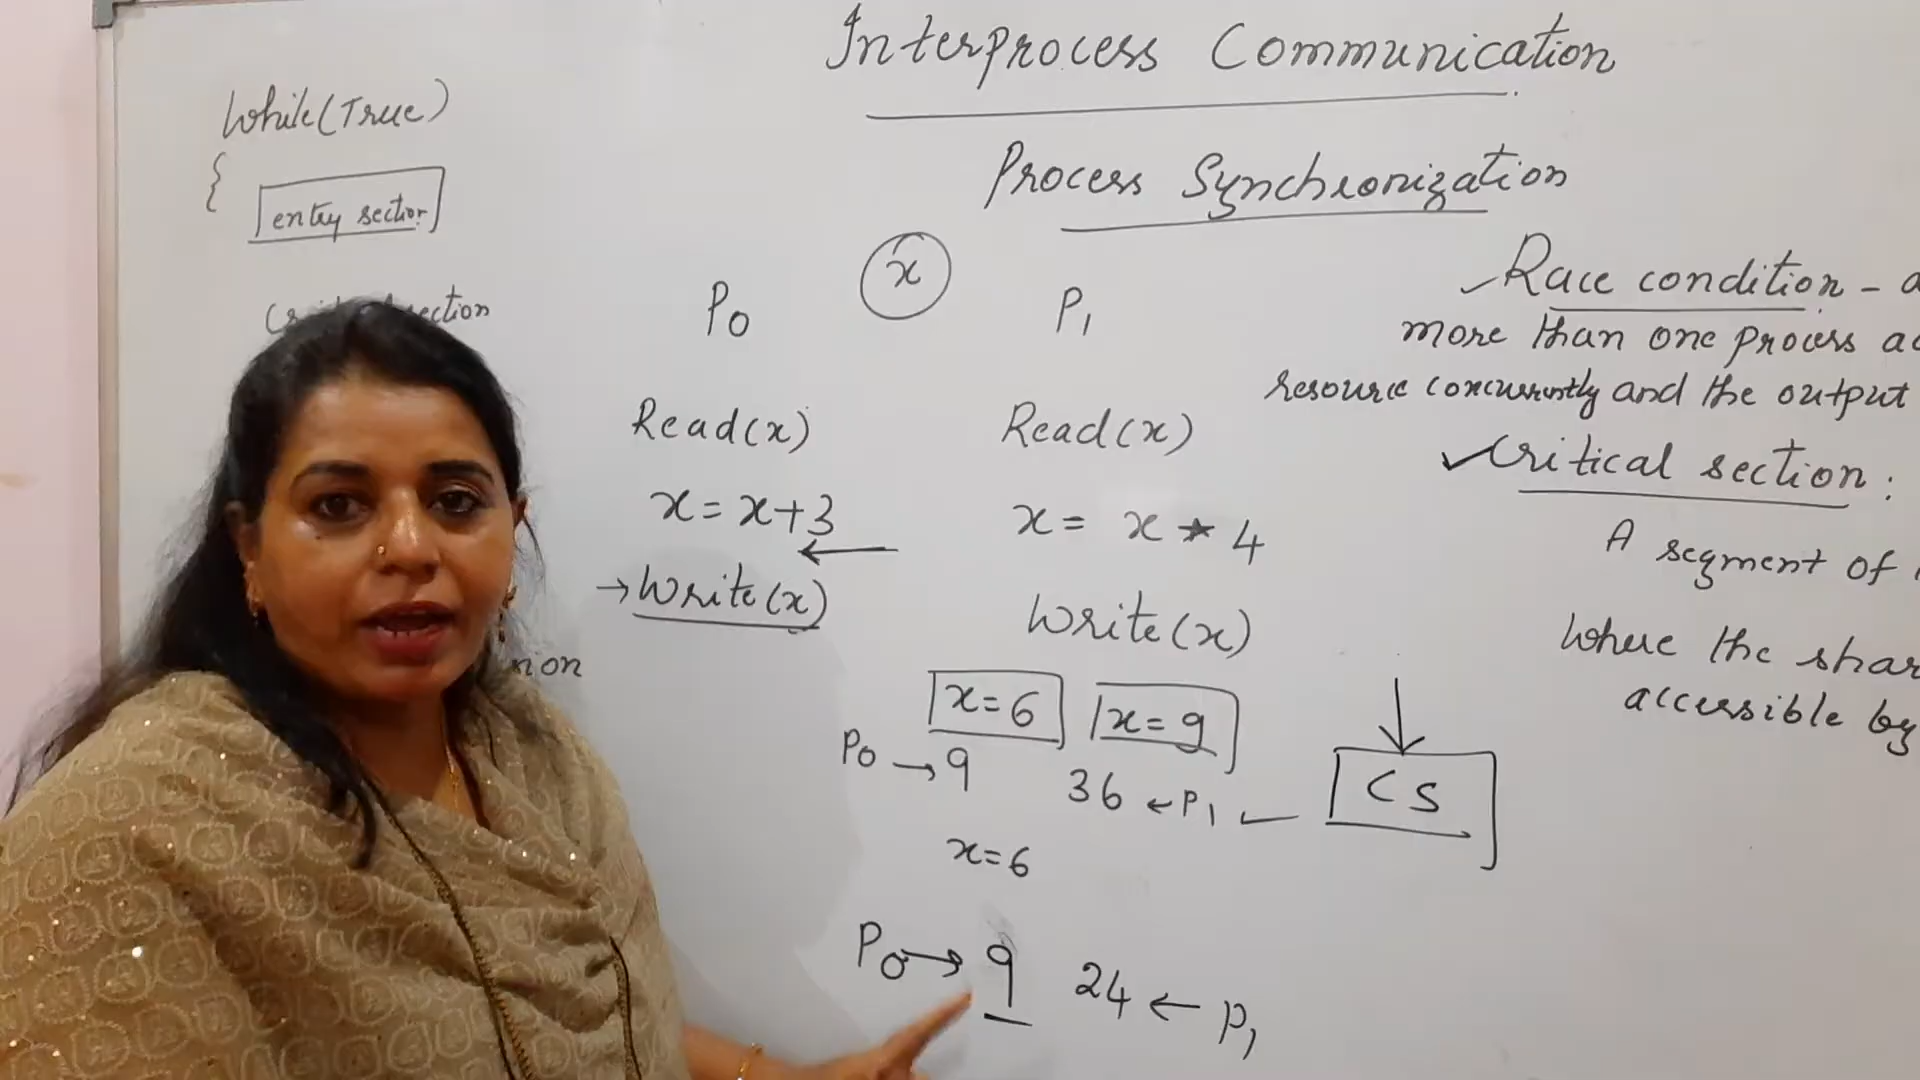 Interprocess Communication
Process Synchronization
While(True)
{
entry section
section
x
P0
P1
Read(x)
Read(x)
x = x+3
x = x * 4
←
→ Write(x)
Write(x)
x=6
x=9
P0 → 9
36 ← P1
x=6
P0 → 9
24 ← P1
Race condition -
more than one process
resource concurrently and the output
✓ Critical section :
A segment of
Where the
accessible by
CS